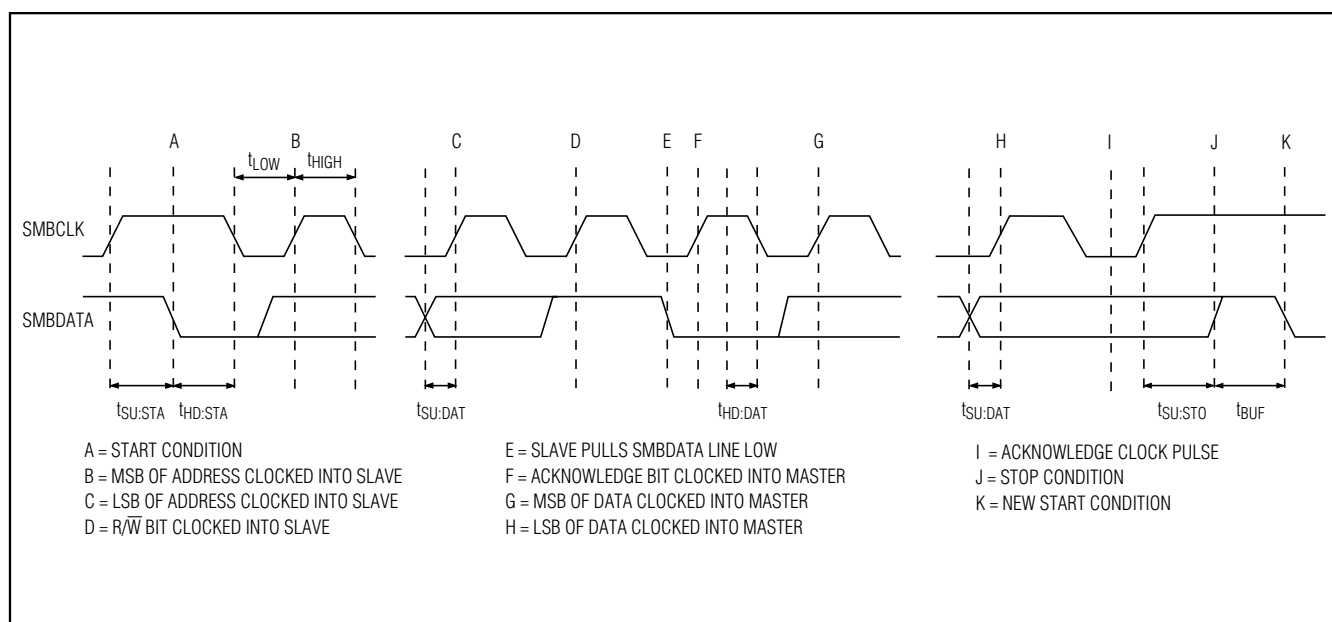 A B C D E F G H I J K
tLOW tHIGH
SMBCLK
SMBDATA
tSU:STA tHD:STA tSU:DAT tHD:DAT tSU:DAT tSU:STO tBUF
A = START CONDITION
B = MSB OF ADDRESS CLOCKED INTO SLAVE
C = LSB OF ADDRESS CLOCKED INTO SLAVE
D = R/W̅ BIT CLOCKED INTO SLAVE
E = SLAVE PULLS SMBDATA LINE LOW
F = ACKNOWLEDGE BIT CLOCKED INTO MASTER
G = MSB OF DATA CLOCKED INTO MASTER
H = LSB OF DATA CLOCKED INTO MASTER
I = ACKNOWLEDGE CLOCK PULSE
J = STOP CONDITION
K = NEW START CONDITION